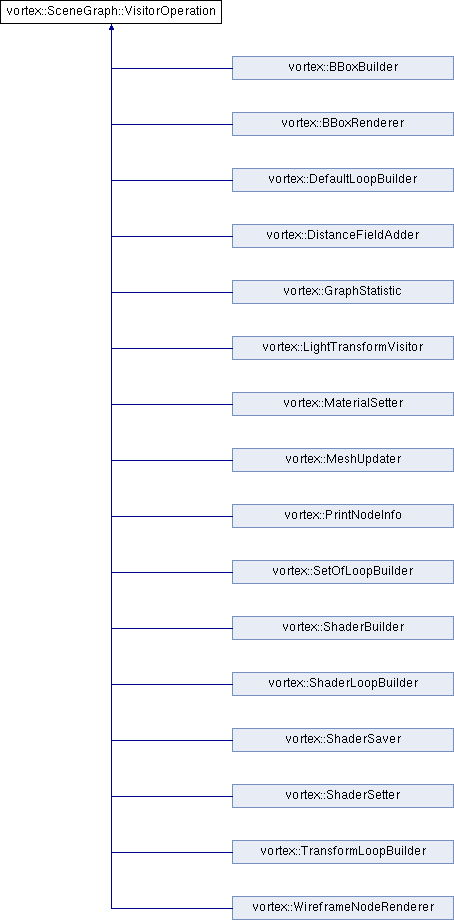 vortex::SceneGraph::VisitorOperation
vortex::BBoxBuilder
vortex::BBoxRenderer
vortex::DefaultLoopBuilder
vortex::DistanceFieldAdder
vortex::GraphStatistic
vortex::LightTransformVisitor
vortex::MaterialSetter
vortex::MeshUpdater
vortex::PrintNodeInfo
vortex::SetOfLoopBuilder
vortex::ShaderBuilder
vortex::ShaderLoopBuilder
vortex::ShaderSaver
vortex::ShaderSetter
vortex::TransformLoopBuilder
vortex::WireframeNodeRenderer